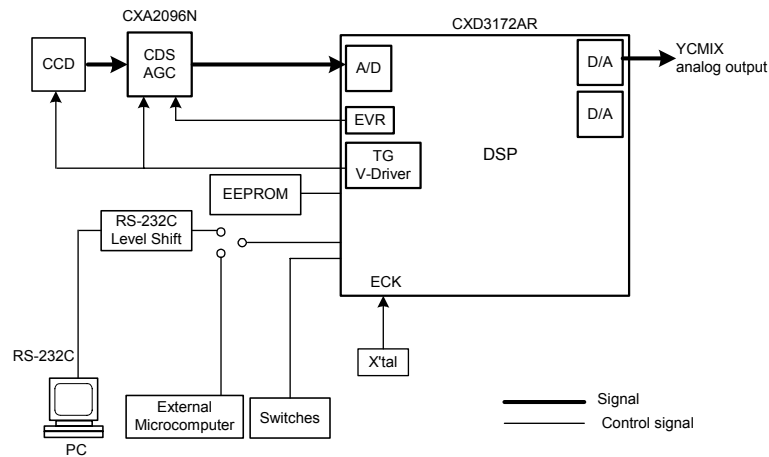 CXA2096N
CXD3172AR
CCD
CDS
AGC
A/D
D/A
YCMIX
analog output
D/A
EVR
TG
V-Driver
DSP
EEPROM
RS-232C
Level Shift
ECK
RS-232C
X'tal
External
Microcomputer
Switches
PC
Signal
Control signal